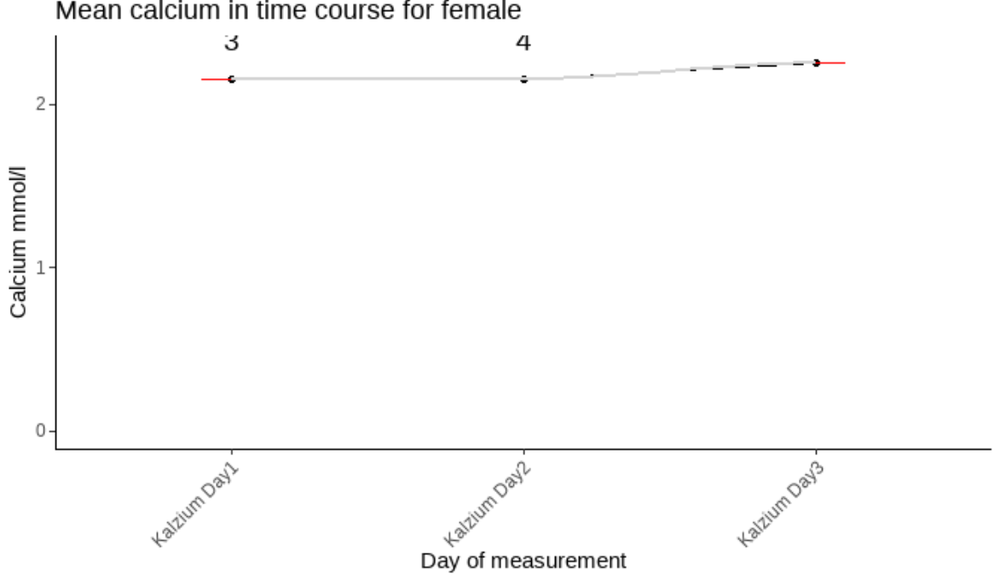 Mean calcium in time course for female
3
4
Calcium mmol/l
2
1
0
Kalzium Day1
Kalzium Day2
Kalzium Day3
Day of measurement